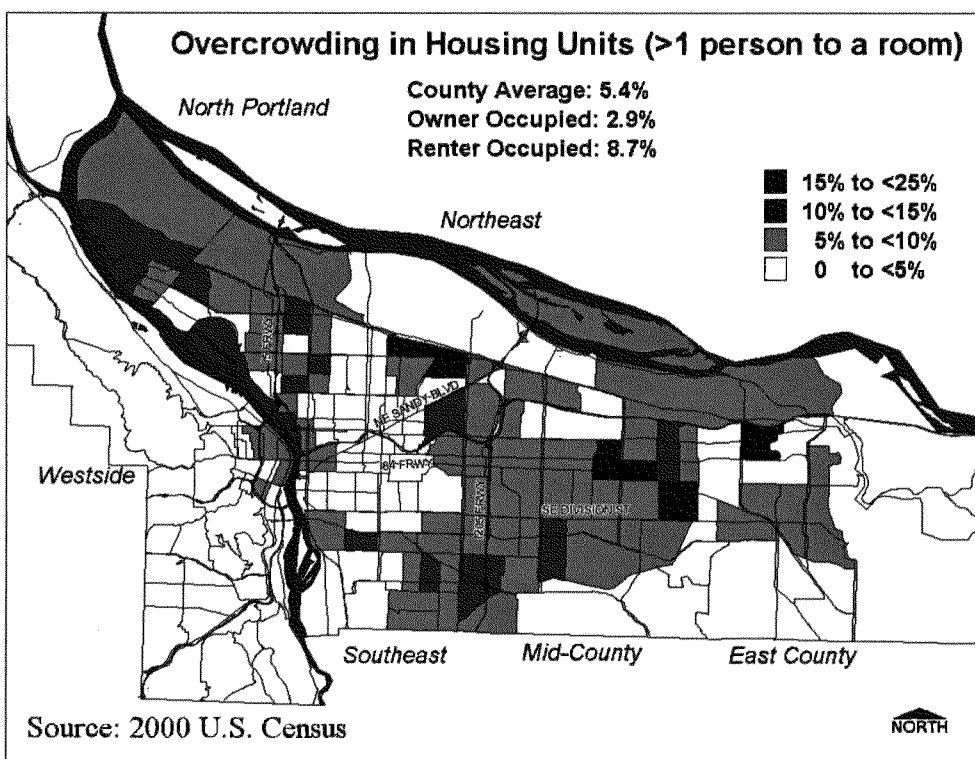 Overcrowding in Housing Units (>1 person to a room)
County Average: 5.4%
Owner Occupied: 2.9%
Renter Occupied: 8.7%
North Portland
Northeast
15% to <25%
10% to <15%
5% to <10%
0 to <5%
FRWY
NE SANDY BLVD
84 FRWY
Westside
FRWY
SE DIVISION ST
Southeast
Mid-County
East County
Source: 2000 U.S. Census
NORTH